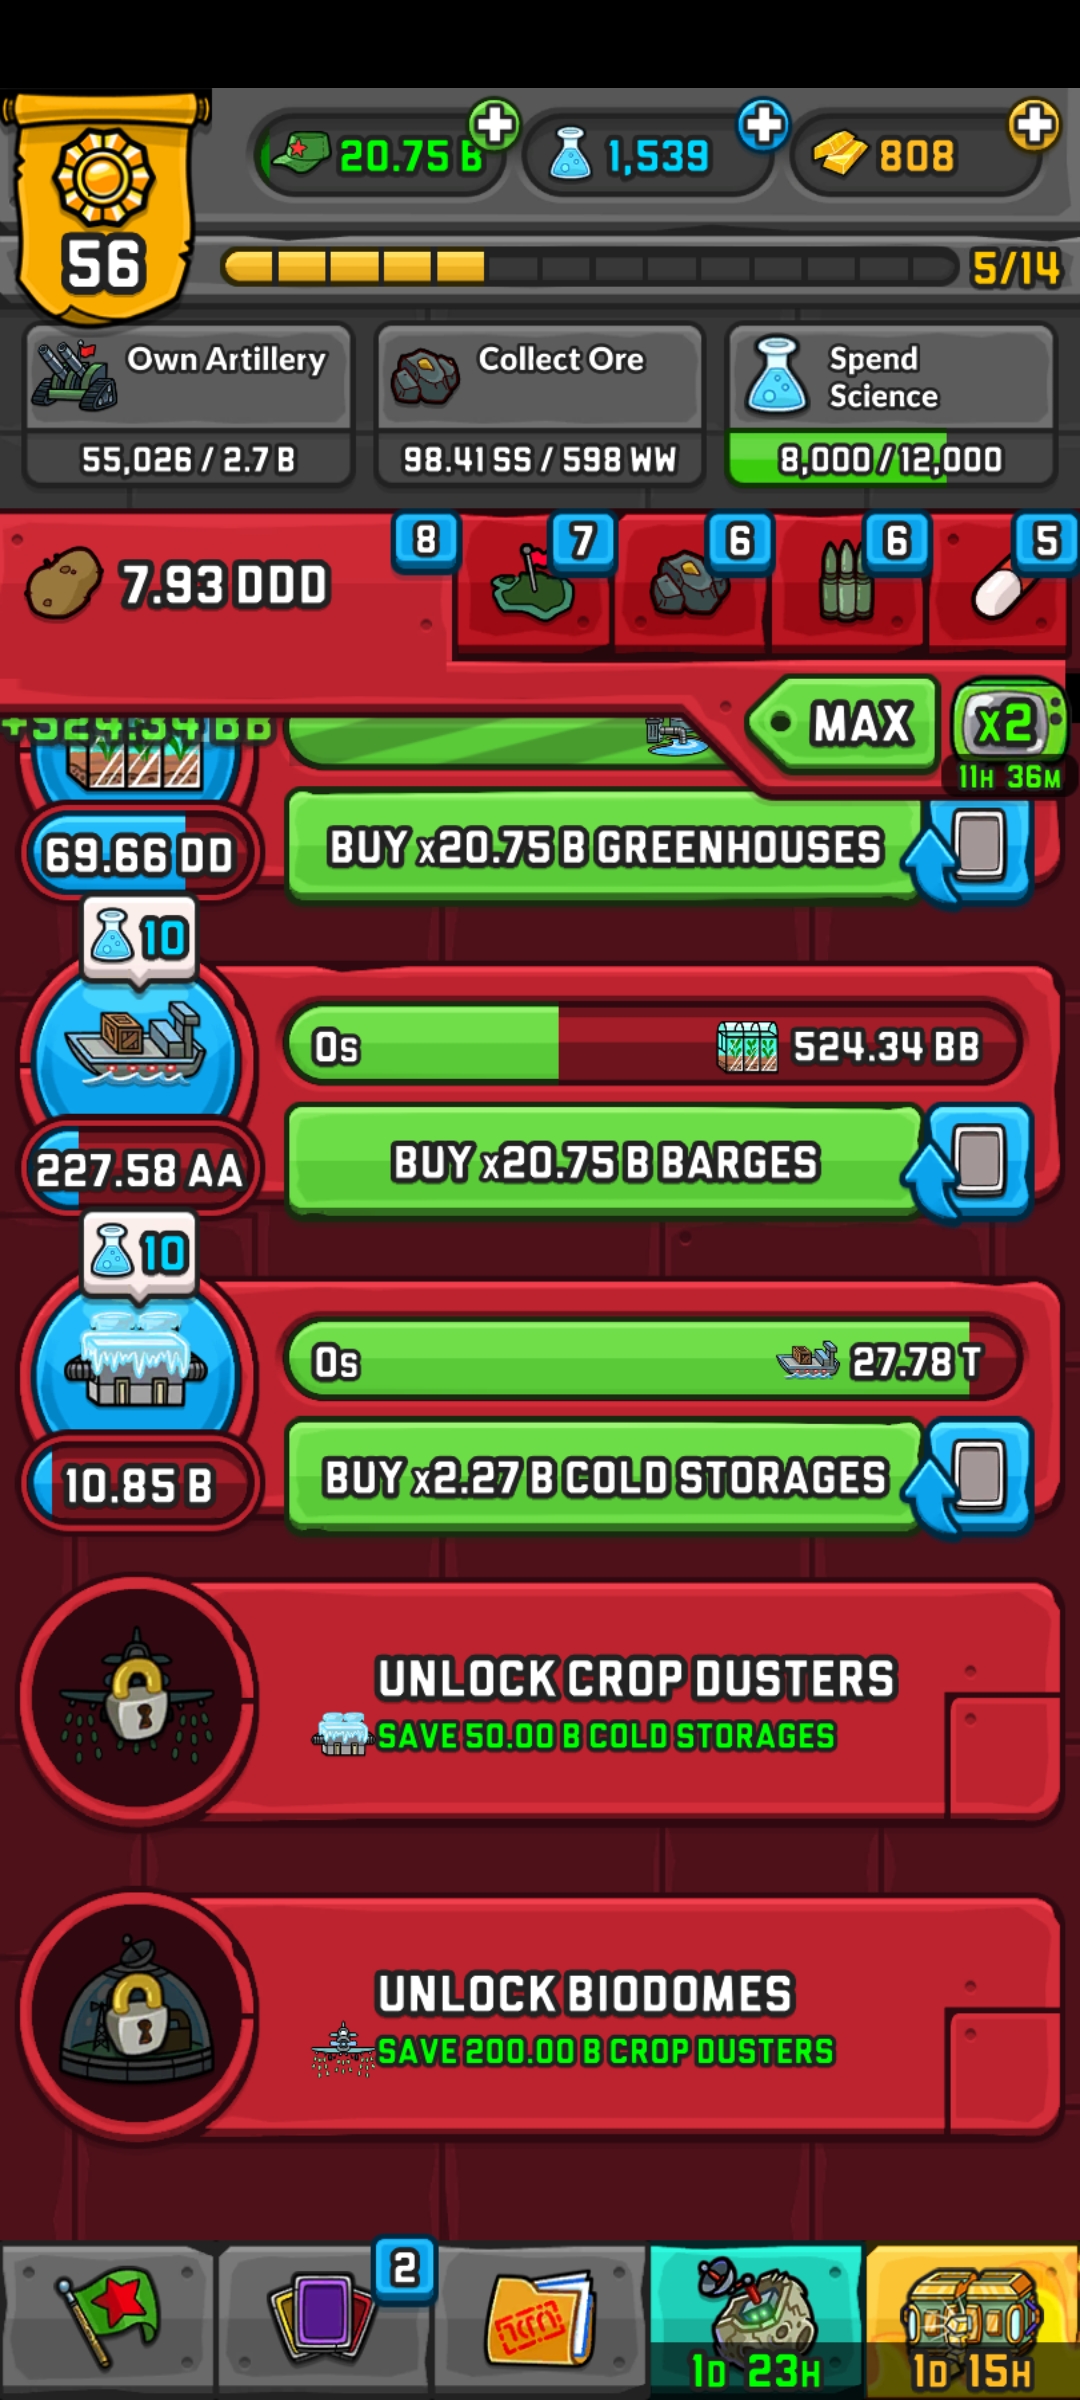 20.75 B
1,539
808
56
5/14
Own Artillery
Collect Ore
Spend
Science
55,026 / 2.7 B
98.41 SS / 598 WW
8,000 / 12,000
7.93 DDD
8
7
6
6
5
MAX
x2
11H 36M
+524.34 BB
69.66 DD
BUY x20.75 B GREENHOUSES
10
0s
524.34 BB
227.58 AA
BUY x20.75 B BARGES
10
0s
27.78 T
10.85 B
BUY x2.27 B COLD STORAGES
UNLOCK CROP DUSTERS
SAVE 50.00 B COLD STORAGES
UNLOCK BIODOMES
SAVE 200.00 B CROP DUSTERS
2
1D 23H
1D 15H